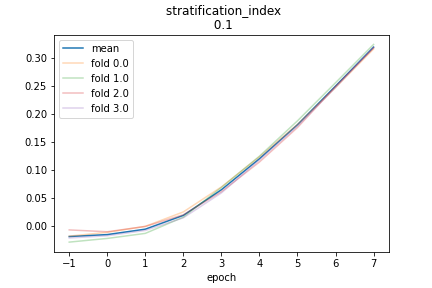 stratification_index
0.1
mean
fold 0.0
fold 1.0
fold 2.0
fold 3.0
0.30
0.25
0.20
0.15
0.10
0.05
0.00
−1 0 1 2 3 4 5 6 7
epoch